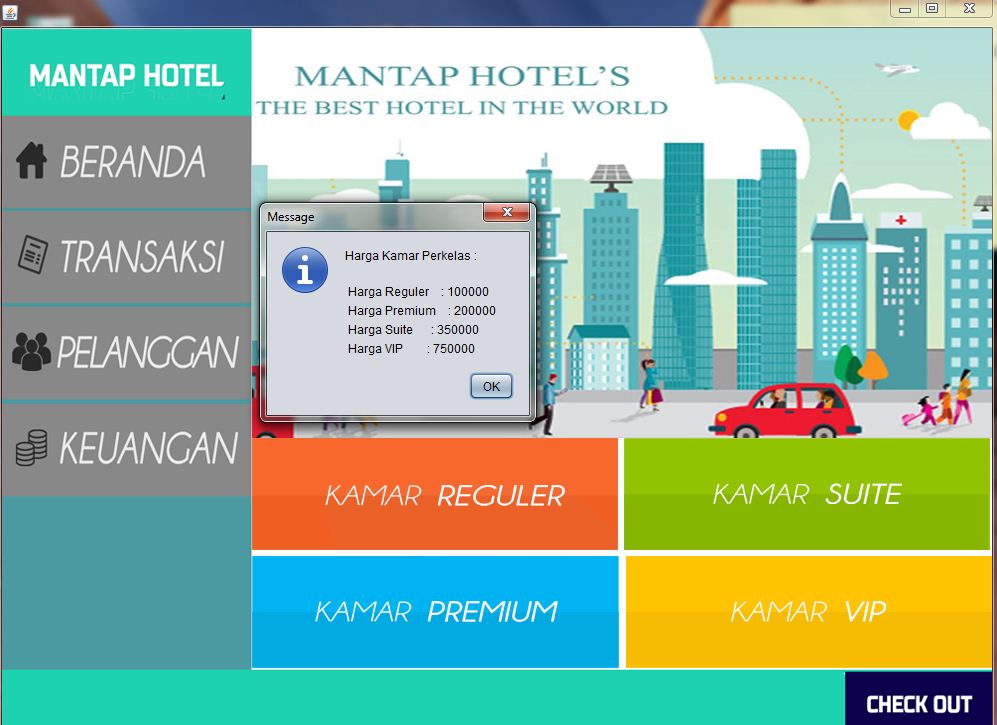 MANTAP HOTEL
BERANDA
TRANSAKSI
PELANGGAN
KEUANGAN
MANTAP HOTEL'S
THE BEST HOTEL IN THE WORLD
Message
Harga Kamar Perkelas :
Harga Reguler : 100000
Harga Premium : 200000
Harga Suite : 350000
Harga VIP : 750000
OK
KAMAR REGULER
KAMAR SUITE
KAMAR PREMIUM
KAMAR VIP
CHECK OUT